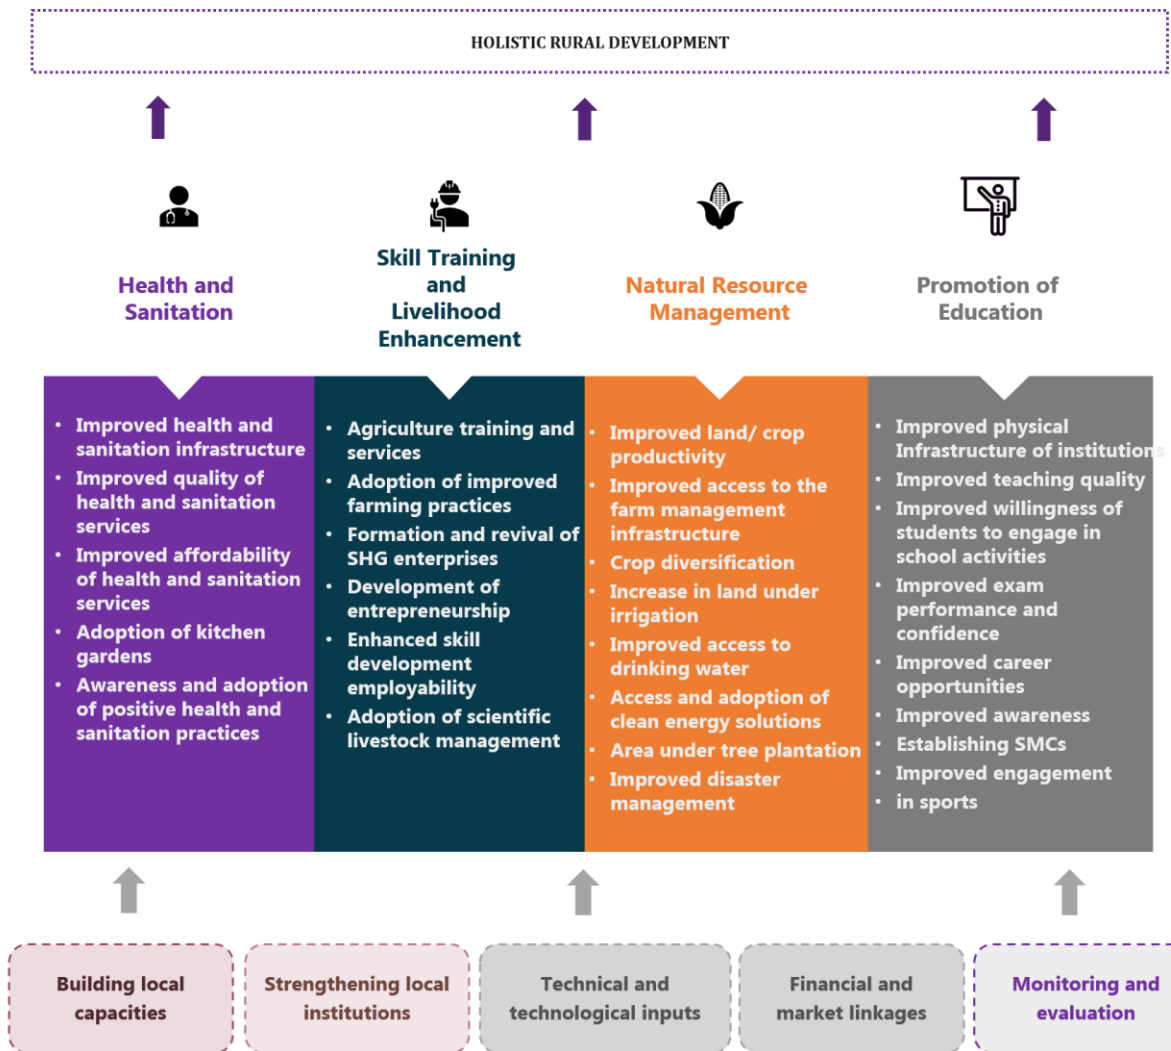 HOLISTIC RURAL DEVELOPMENT
Health and
Sanitation
Skill Training
and
Livelihood
Enhancement
Natural Resource
Management
Promotion of
Education
• Improved health and
sanitation infrastructure
• Improved quality of
health and sanitation
services
• Improved affordability
of health and sanitation
services
• Adoption of kitchen
gardens
• Awareness and adoption
of positive health and
sanitation practices
• Agriculture training and
services
• Adoption of improved
farming practices
• Formation and revival of
SHG enterprises
• Development of
entrepreneurship
• Enhanced skill
development
employability
• Adoption of scientific
livestock management
• Improved land/ crop
productivity
• Improved access to the
farm management
infrastructure
• Crop diversification
• Increase in land under
irrigation
• Improved access to
drinking water
• Access and adoption of
clean energy solutions
• Area under tree plantation
• Improved disaster
management
• Improved physical
Infrastructure of institutions
• Improved teaching quality
• Improved willingness of
students to engage in
school activities
• Improved exam
performance and
confidence
• Improved career
opportunities
• Improved awareness
• Establishing SMCs
• Improved engagement
• in sports
Building local
capacities
Strengthening local
institutions
Technical and
technological inputs
Financial and
market linkages
Monitoring and
evaluation